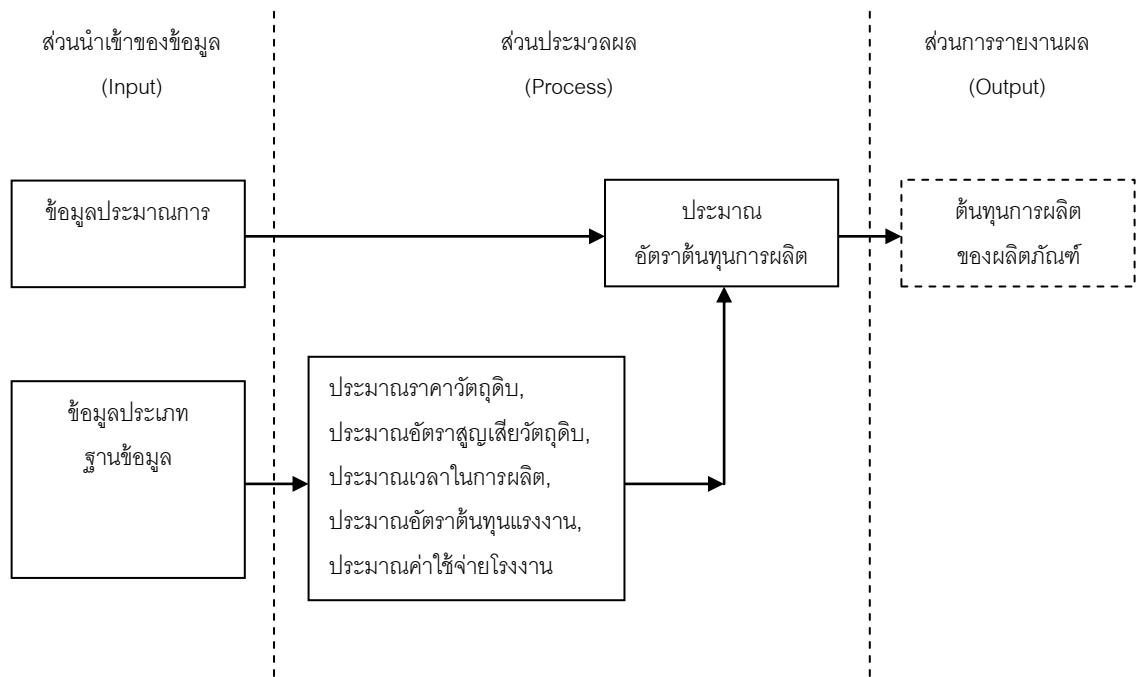 ส่วนนำเข้าของข้อมูล
(Input)
ส่วนประมวลผล
(Process)
ส่วนการรายงานผล
(Output)
ข้อมูลประมาณการ
ประมาณ
อัตราต้นทุนการผลิต
ต้นทุนการผลิต
ของผลิตภัณฑ์
ข้อมูลประเภท
ฐานข้อมูล
ประมาณราคาวัตถุดิบ,
ประมาณอัตราสูญเสียวัตถุดิบ,
ประมาณเวลาในการผลิต,
ประมาณอัตราต้นทุนแรงงาน,
ประมาณค่าใช้จ่ายโรงงาน